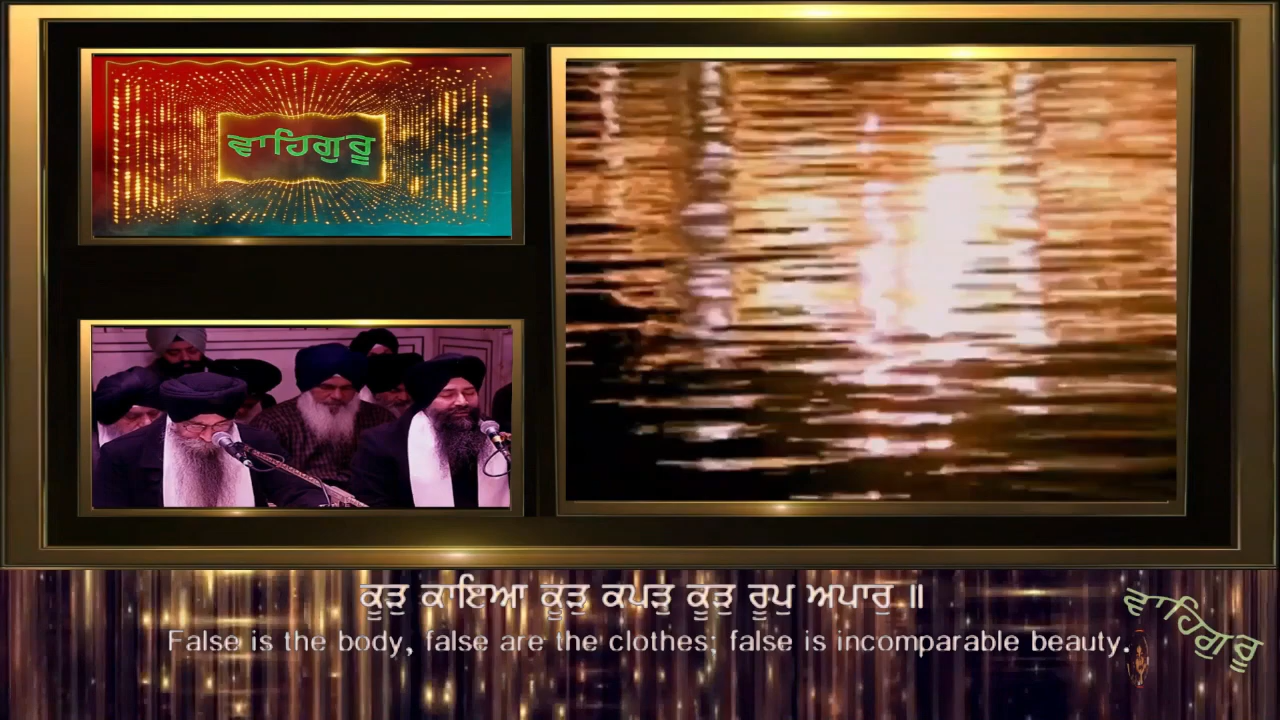 ਵਾਹਿਗੁਰੂ
ਕੂੜੁ ਕਾਇਆ ਕੂੜੁ ਕਪੜੁ ਕੂੜੁ ਰੂਪੁ ਅਪਾਰੁ ॥
False is the body, false are the clothes; false is incomparable beauty.
ਵਾਹਿਗੁਰੂ